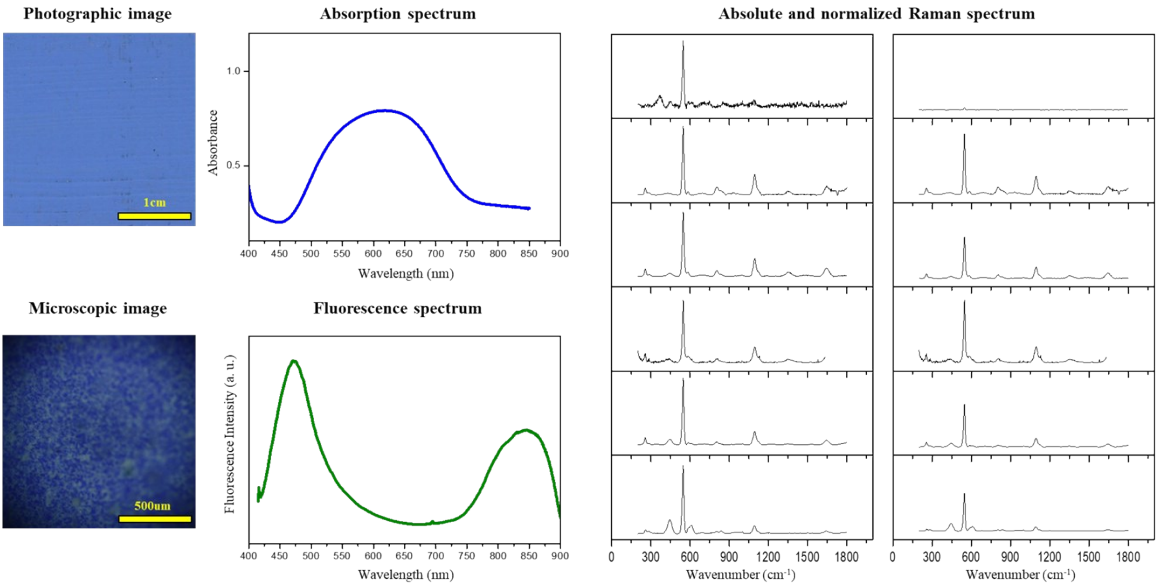 Photographic image
Absorption spectrum
Absolute and normalized Raman spectrum
1cm
Absorbance
1.0
0.5
400 450 500 550 600 650 700 750 800 850 900
Wavelength (nm)
Microscopic image
Fluorescence spectrum
500um
Fluorescence Intensity (a. u.)
400 450 500 550 600 650 700 750 800 850 900
Wavelength (nm)
300 600 900 1200 1500 1800
Wavenumber (cm-1)
300 600 900 1200 1500 1800
Wavenumber (cm-1)